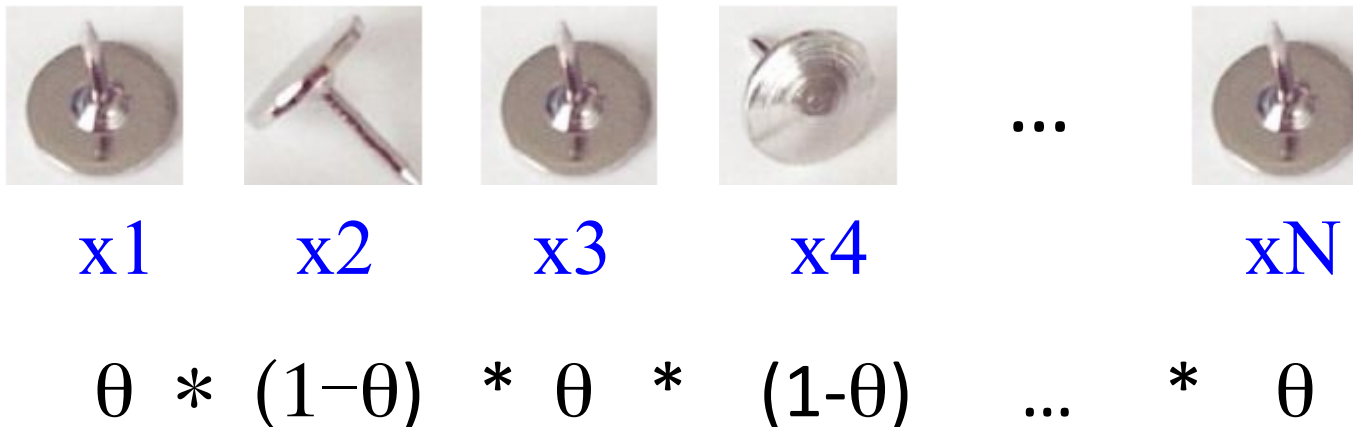 ...
x1 x2 x3 x4 xN
θ * (1−θ) * θ * (1-θ) ... * θ